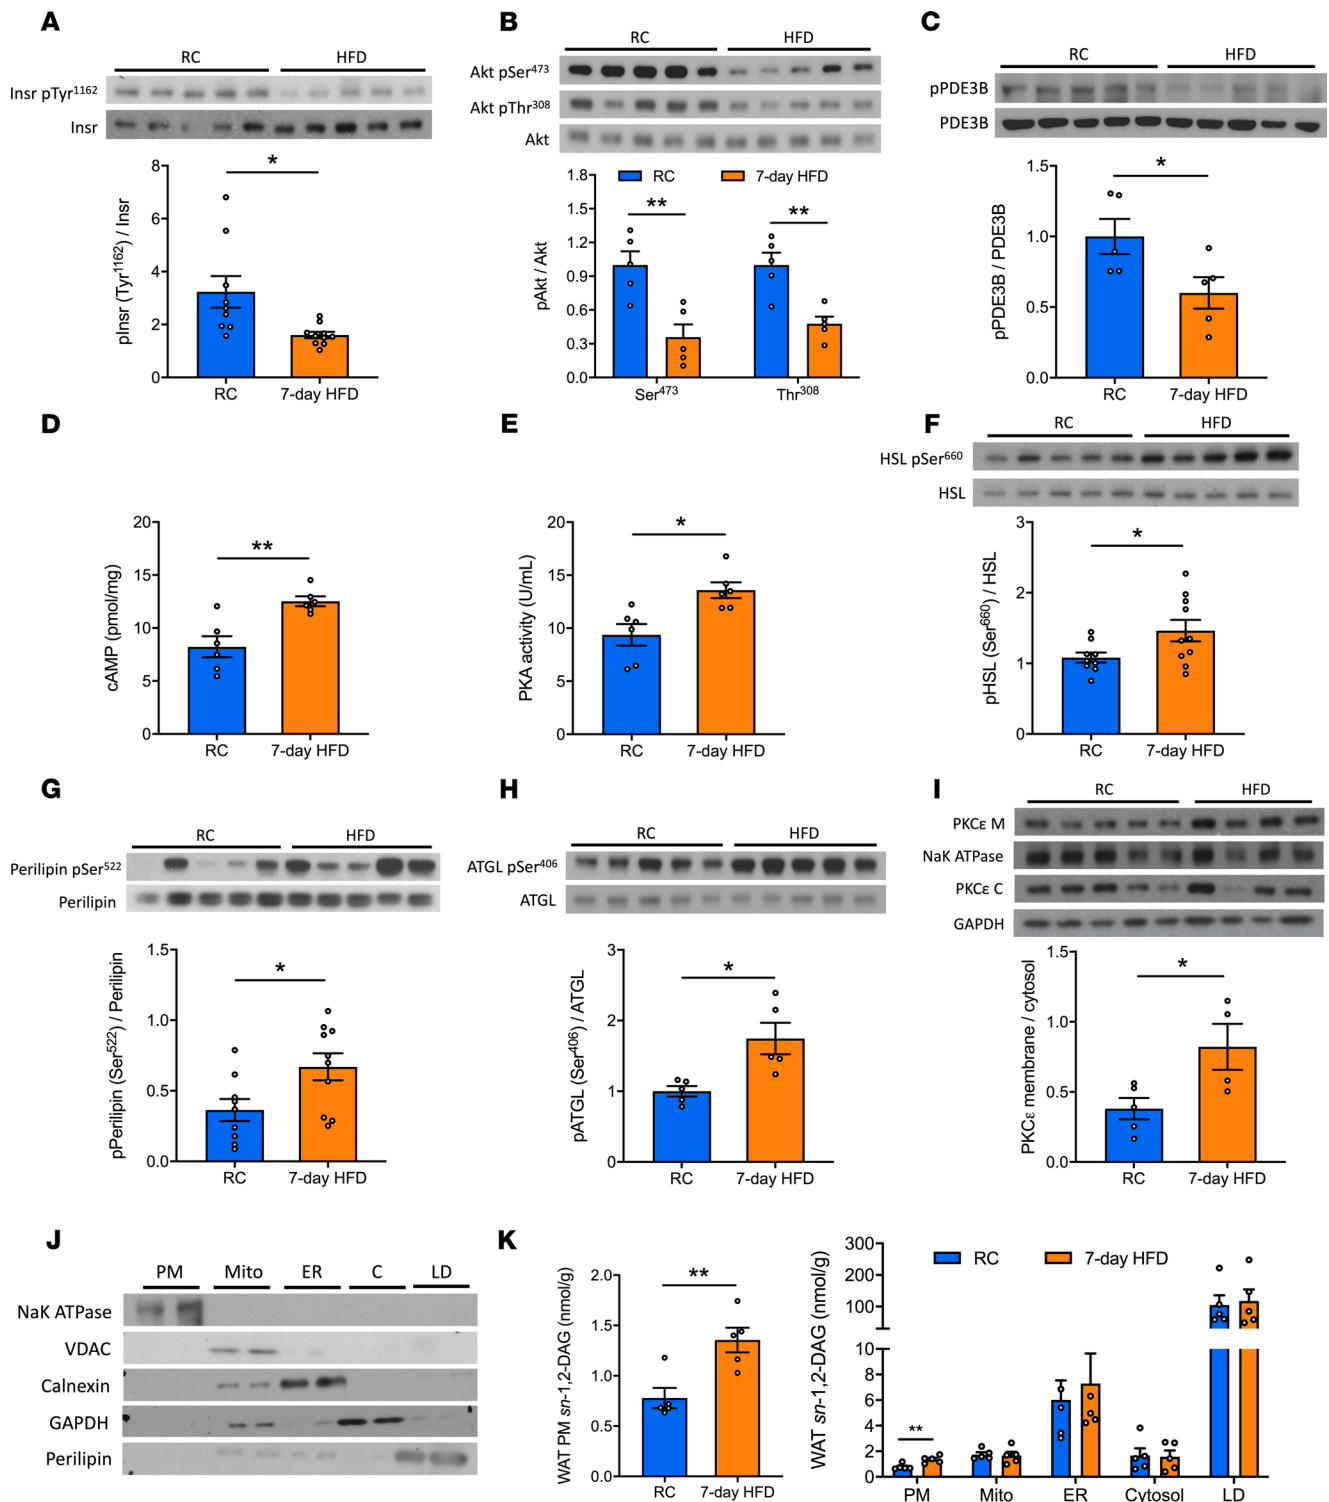 A
RC HFD
Insr pTyr1162
Insr
*
8
6
4
2
0
pInsr (Tyr1162) / Insr
RC 7-day HFD
B
RC HFD
Akt pSer473
Akt pThr308
Akt
RC 7-day HFD
** **
1.8
1.5
1.2
0.9
0.6
0.3
0.0
pAkt / Akt
Ser473 Thr308
C
RC HFD
pPDE3B
PDE3B
*
1.5
1.0
0.5
0.0
pPDE3B / PDE3B
RC 7-day HFD
D
**
20
15
10
5
0
cAMP (pmol/mg)
RC 7-day HFD
E
*
20
15
10
5
0
PKA activity (U/mL)
RC 7-day HFD
F
RC HFD
HSL pSer660
HSL
*
3
2
1
0
pHSL (Ser660) / HSL
RC 7-day HFD
G
RC HFD
Perilipin pSer522
Perilipin
*
1.5
1.0
0.5
0.0
pPerilipin (Ser522) / Perilipin
RC 7-day HFD
H
RC HFD
ATGL pSer406
ATGL
*
3
2
1
0
pATGL (Ser406) / ATGL
RC 7-day HFD
I
RC HFD
PKCε M
NaK ATPase
PKCε C
GAPDH
*
1.5
1.0
0.5
0.0
PKCε membrane / cytosol
RC 7-day HFD
J
PM Mito ER C LD
NaK ATPase
VDAC
Calnexin
GAPDH
Perilipin
K
**
2.0
1.5
1.0
0.5
0.0
WAT PM sn-1,2-DAG (nmol/g)
RC 7-day HFD
RC 7-day HFD
300
200
100
10
8
6
4
2
0
**
WAT sn-1,2-DAG (nmol/g)
PM Mito ER Cytosol LD